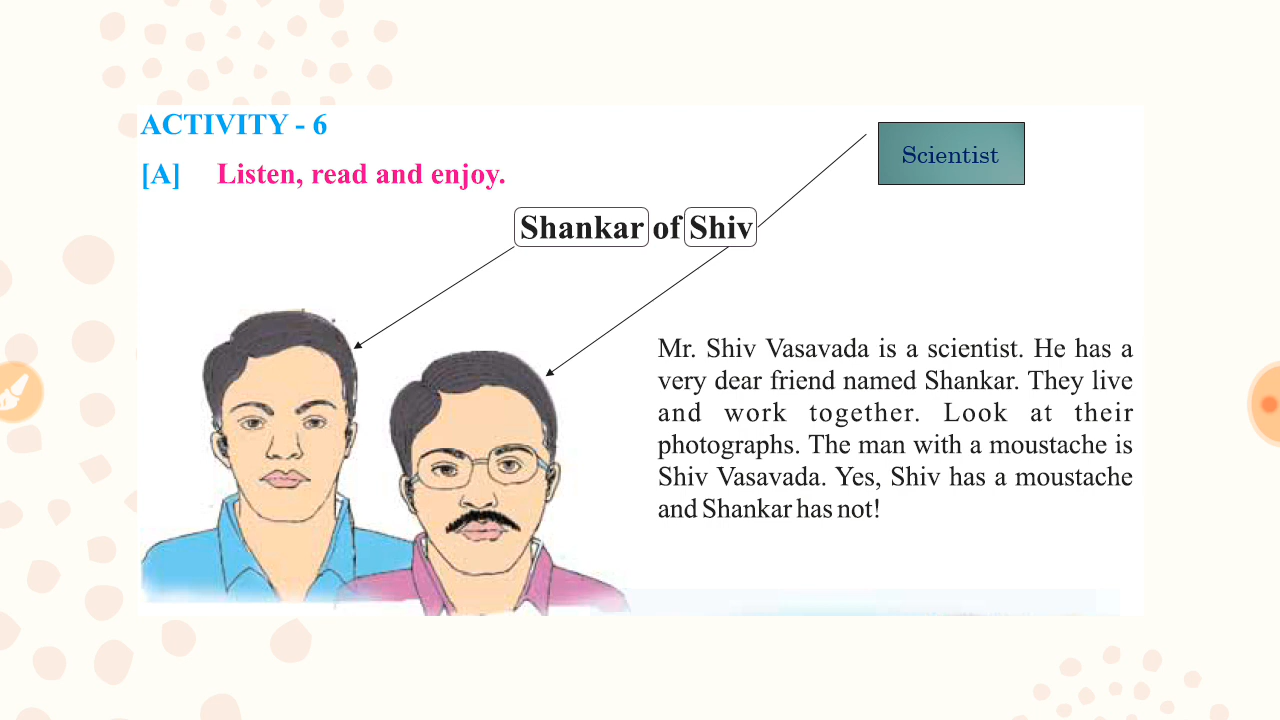 ACTIVITY - 6
[A] Listen, read and enjoy.
Scientist
Shankar of Shiv
Mr. Shiv Vasavada is a scientist. He has a
very dear friend named Shankar. They live
and work together. Look at their
photographs. The man with a moustache is
Shiv Vasavada. Yes, Shiv has a moustache
and Shankar has not!